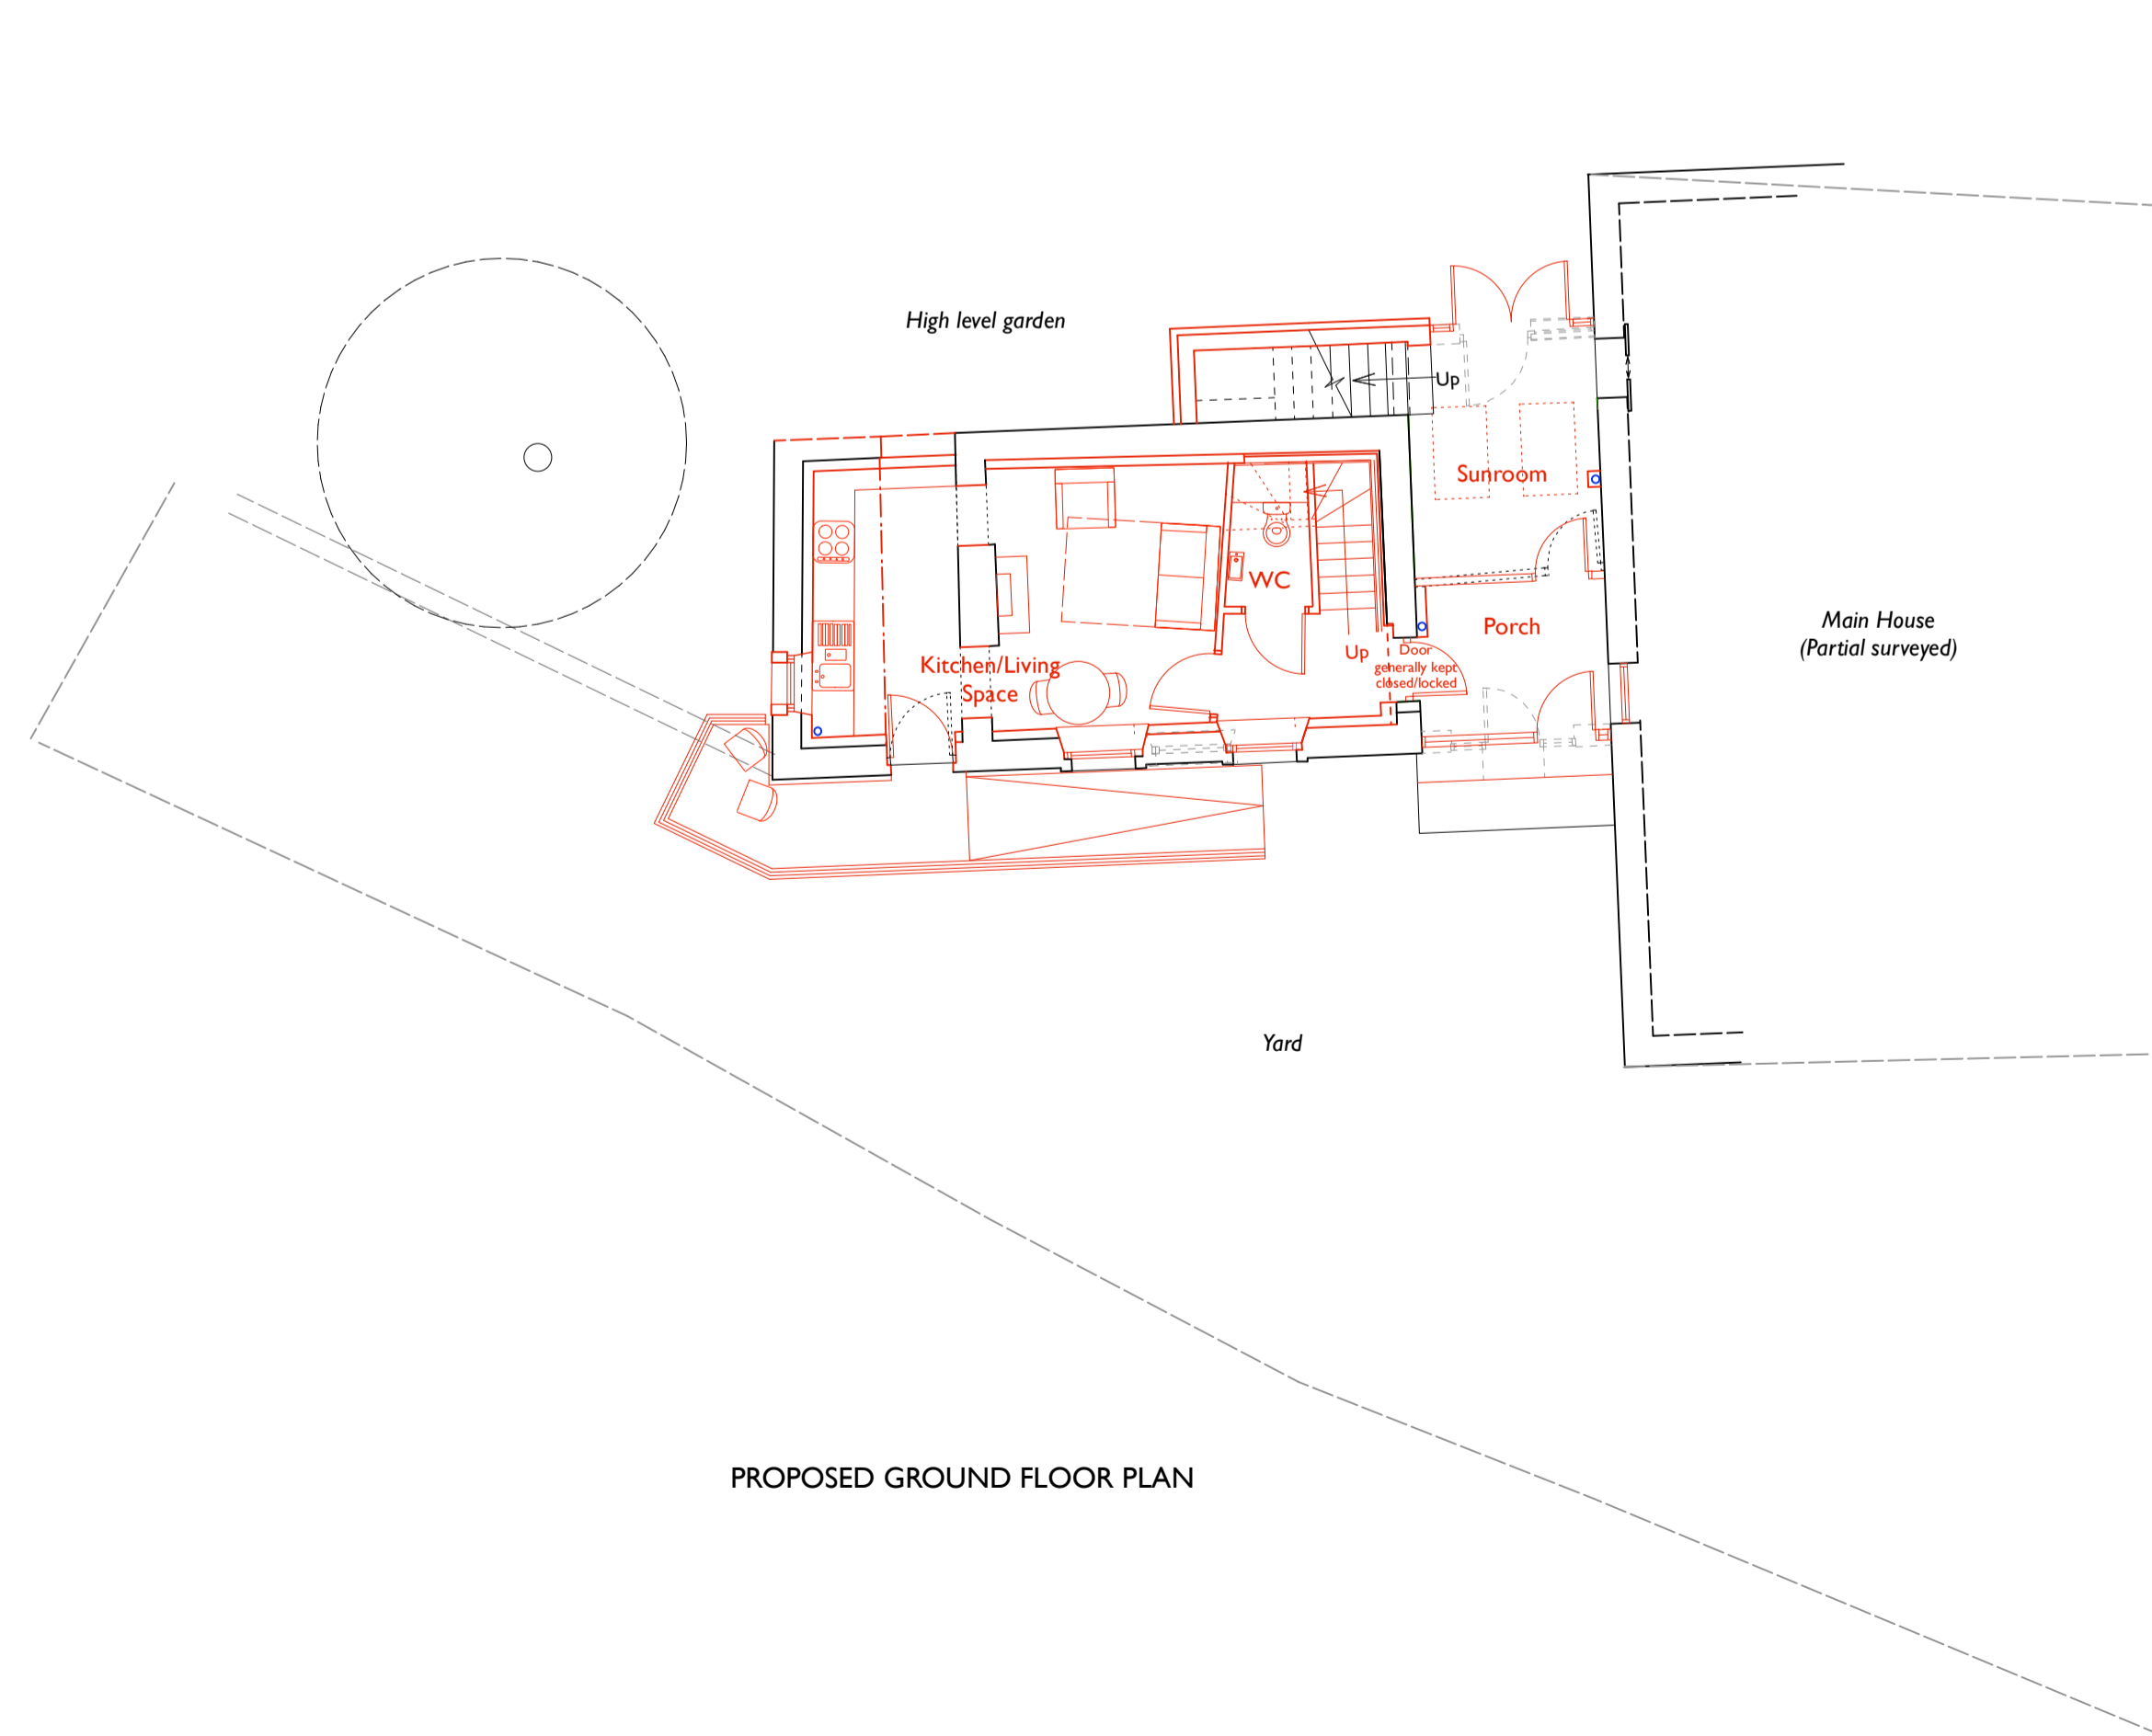 High level garden
Up
Sunroom
WC
Porch
Main House
(Partial surveyed)
Kitchen/Living
Space
Up
Door
generally kept
closed/locked
Yard
PROPOSED GROUND FLOOR PLAN